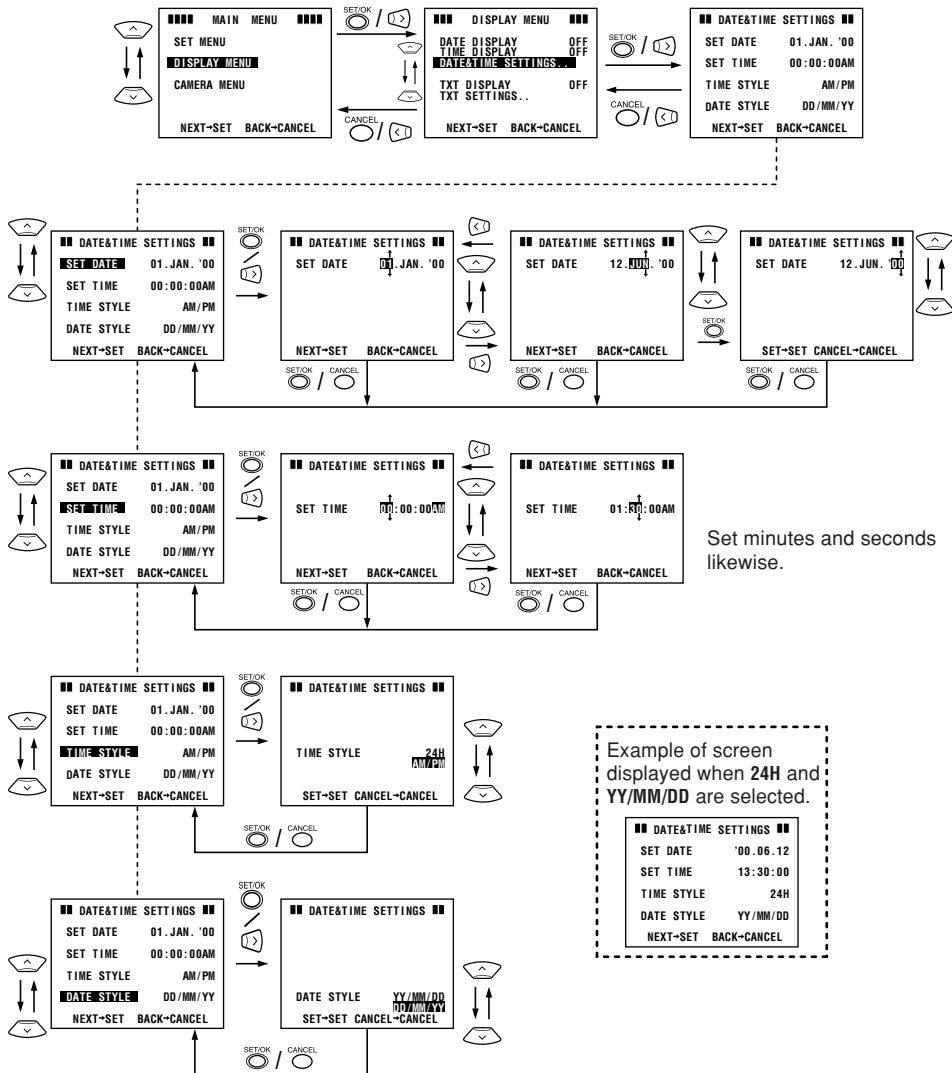 MAIN MENU
SET MENU
DISPLAY MENU
CAMERA MENU
NEXT→SET BACK→CANCEL
SET/OK
/
CANCEL
/
DISPLAY MENU
DATE DISPLAY OFF
TIME DISPLAY OFF
DATE&TIME SETTINGS..
TXT DISPLAY OFF
TXT SETTINGS..
NEXT→SET BACK→CANCEL
SET/OK
/
CANCEL
/
DATE&TIME SETTINGS
SET DATE 01.JAN.'00
SET TIME 00:00:00AM
TIME STYLE AM/PM
DATE STYLE DD/MM/YY
NEXT→SET BACK→CANCEL
DATE&TIME SETTINGS
SET DATE 01.JAN.'00
SET TIME 00:00:00AM
TIME STYLE AM/PM
DATE STYLE DD/MM/YY
NEXT→SET BACK→CANCEL
SET/OK
/
DATE&TIME SETTINGS
SET DATE 01.JAN.'00
NEXT→SET BACK→CANCEL
SET/OK / CANCEL
DATE&TIME SETTINGS
SET DATE 12.JUN.'00
NEXT→SET BACK→CANCEL
SET/OK / CANCEL
SET/OK
DATE&TIME SETTINGS
SET DATE 12.JUN.'00
SET→SET CANCEL→CANCEL
SET/OK / CANCEL
DATE&TIME SETTINGS
SET DATE 01.JAN.'00
SET TIME 00:00:00AM
TIME STYLE AM/PM
DATE STYLE DD/MM/YY
NEXT→SET BACK→CANCEL
SET/OK
/
DATE&TIME SETTINGS
SET TIME 00:00:00AM
NEXT→SET BACK→CANCEL
SET/OK / CANCEL
DATE&TIME SETTINGS
SET TIME 01:30:00AM
NEXT→SET BACK→CANCEL
SET/OK / CANCEL
Set minutes and seconds
likewise.
DATE&TIME SETTINGS
SET DATE 01.JAN.'00
SET TIME 00:00:00AM
TIME STYLE AM/PM
DATE STYLE DD/MM/YY
NEXT→SET BACK→CANCEL
SET/OK
/
DATE&TIME SETTINGS
TIME STYLE 24H
AM/PM
SET→SET CANCEL→CANCEL
SET/OK / CANCEL
Example of screen
displayed when 24H and
YY/MM/DD are selected.
DATE&TIME SETTINGS
SET DATE '00.06.12
SET TIME 13:30:00
TIME STYLE 24H
DATE STYLE YY/MM/DD
NEXT→SET BACK→CANCEL
DATE&TIME SETTINGS
SET DATE 01.JAN.'00
SET TIME 00:00:00AM
TIME STYLE AM/PM
DATE STYLE DD/MM/YY
NEXT→SET BACK→CANCEL
SET/OK
/
DATE&TIME SETTINGS
DATE STYLE YY/MM/DD
DD/MM/YY
SET→SET CANCEL→CANCEL
SET/OK / CANCEL